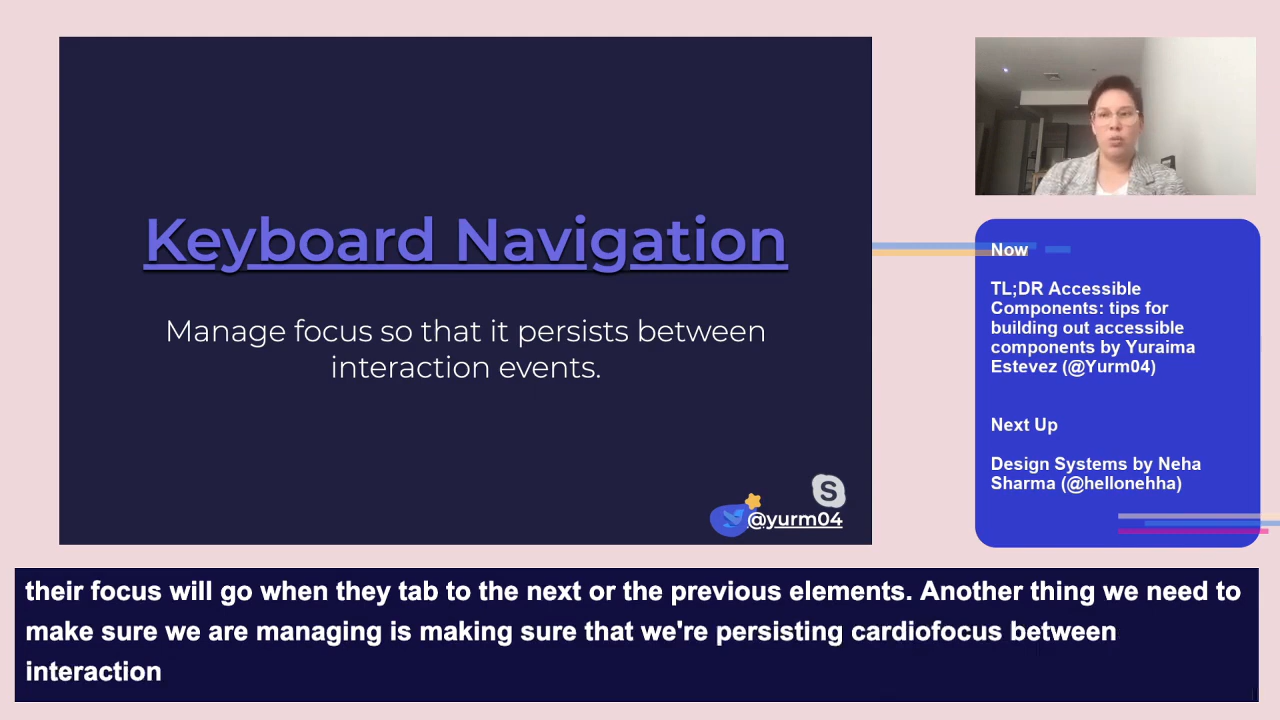 Keyboard Navigation
Manage focus so that it persists between
interaction events.
S
@yurm04
Now
TL;DR Accessible
Components: tips for
building out accessible
components by Yuraima
Estevez (@Yurm04)
Next Up
Design Systems by Neha
Sharma (@hellonehha)
their focus will go when they tab to the next or the previous elements. Another thing we need to
make sure we are managing is making sure that we're persisting cardiofocus between
interaction